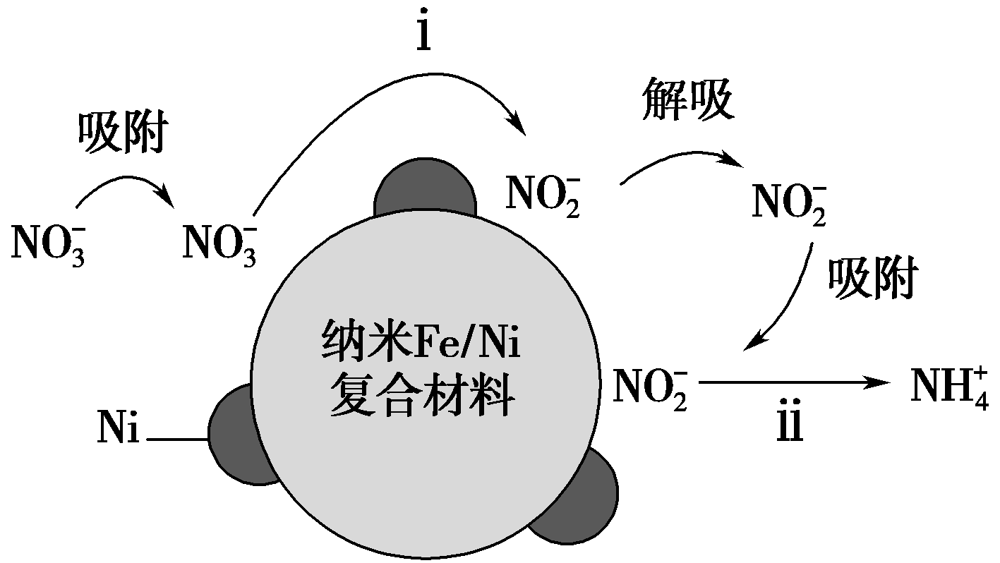 i
吸附
解吸
NO₃⁻
NO₃⁻
NO₂⁻
NO₂⁻
吸附
纳米Fe/Ni
复合材料
NO₂⁻
ii
NH₄⁺
Ni